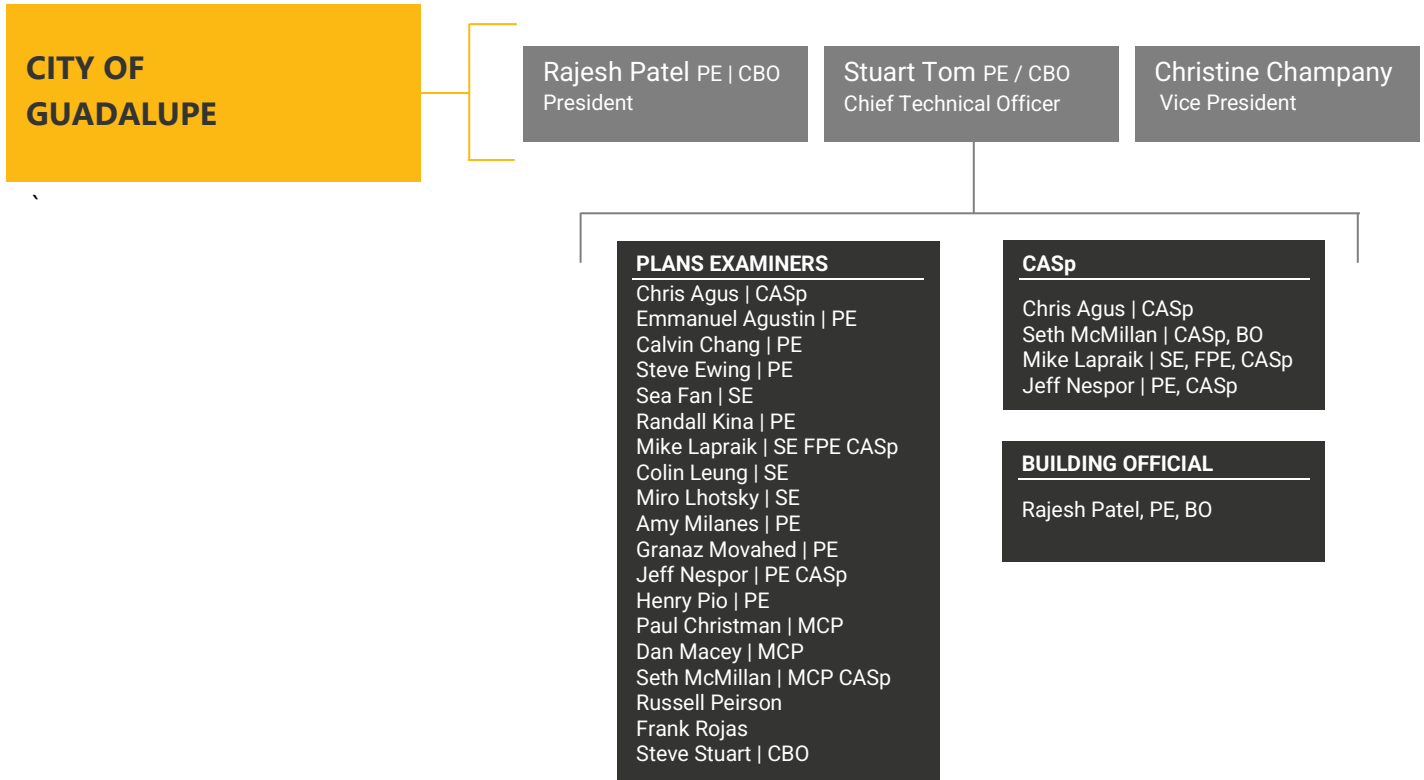 CITY OF
GUADALUPE
`
Rajesh Patel PE | CBO
President
Stuart Tom PE / CBO
Chief Technical Officer
Christine Champany
Vice President
PLANS EXAMINERS
Chris Agus | CASp
Emmanuel Agustin | PE
Calvin Chang | PE
Steve Ewing | PE
Sea Fan | SE
Randall Kina | PE
Mike Lapraik | SE FPE CASp
Colin Leung | SE
Miro Lhotsky | SE
Amy Milanes | PE
Granaz Movahed | PE
Jeff Nespor | PE CASp
Henry Pio | PE
Paul Christman | MCP
Dan Macey | MCP
Seth McMillan | MCP CASp
Russell Peirson
Frank Rojas
Steve Stuart | CBO
CASp
Chris Agus | CASp
Seth McMillan | CASp, BO
Mike Lapraik | SE, FPE, CASp
Jeff Nespor | PE, CASp
BUILDING OFFICIAL
Rajesh Patel, PE, BO